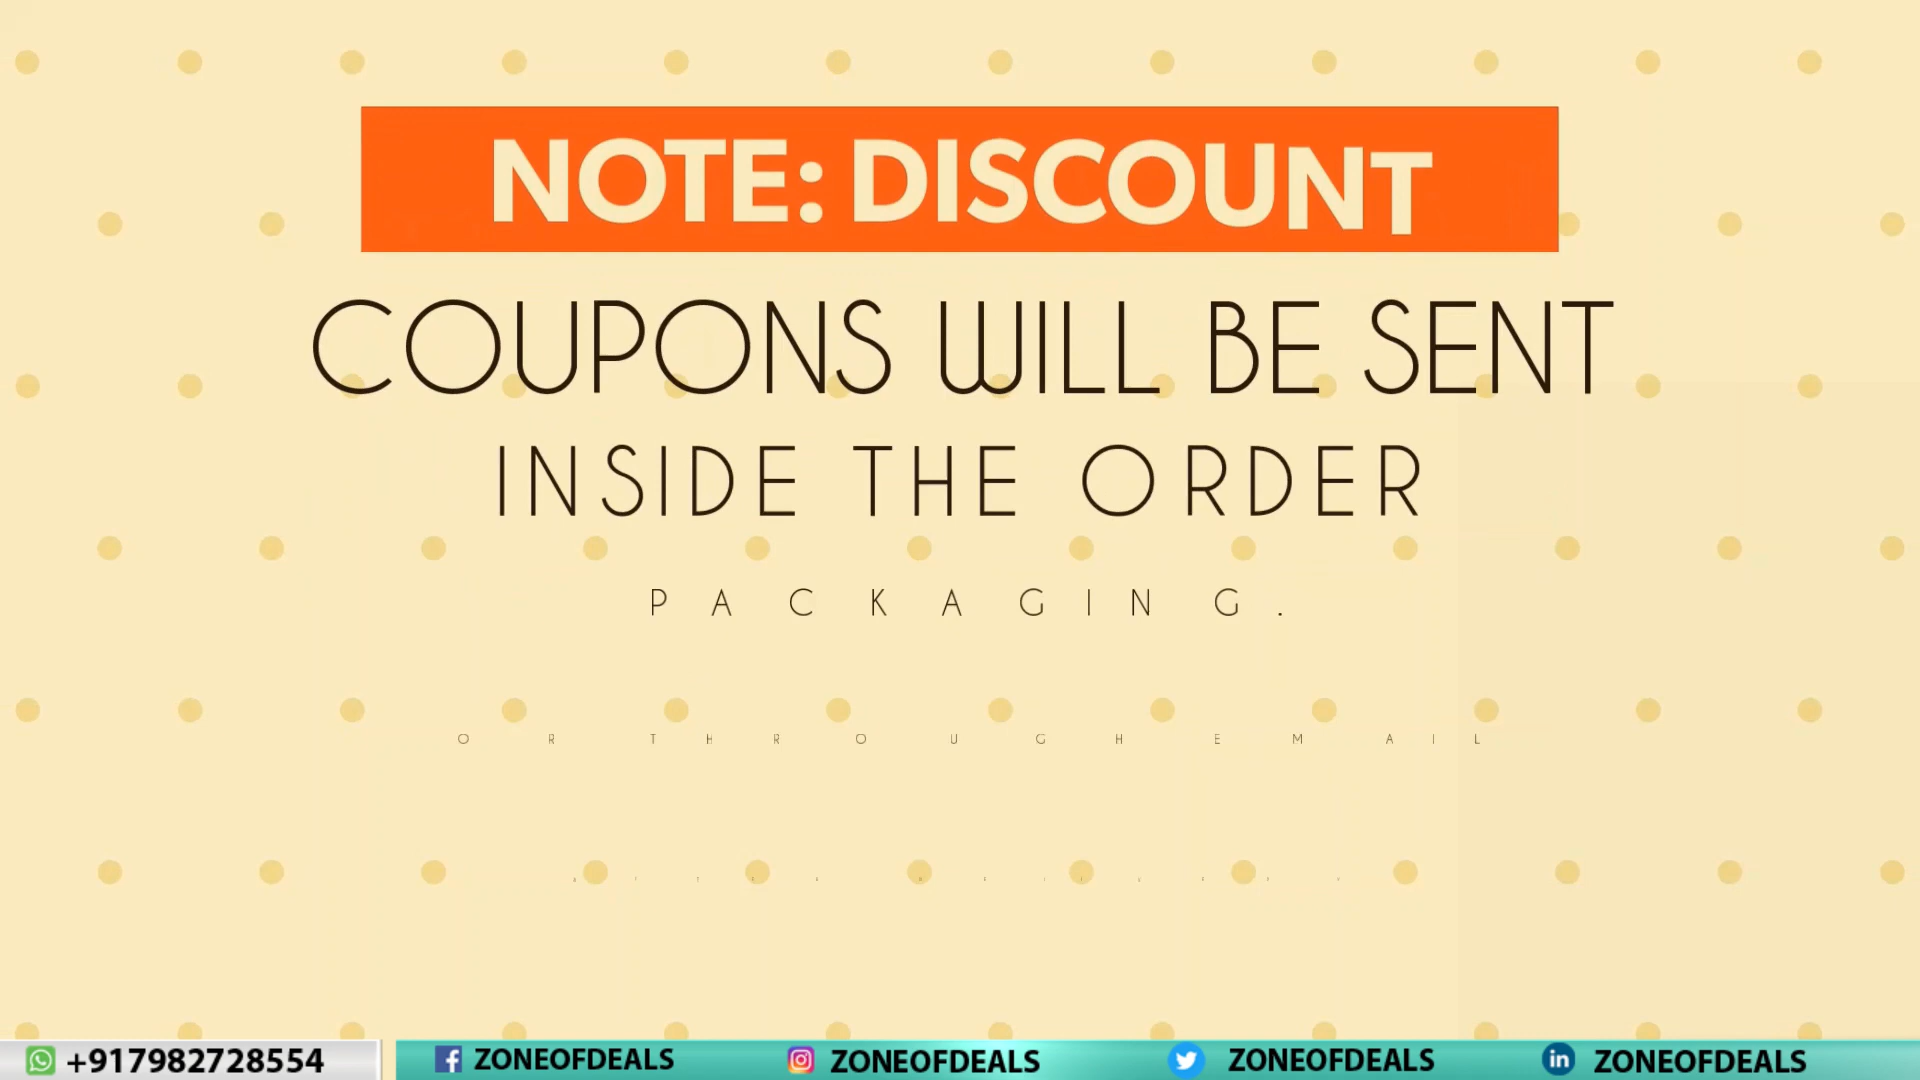 NOTE: DISCOUNT
COUPONS WILL BE SENT
INSIDE THE ORDER
PACKAGING.
OR THROUGH EMAIL
+917982728554 ZONEOFDEALS ZONEOFDEALS ZONEOFDEALS ZONEOFDEALS